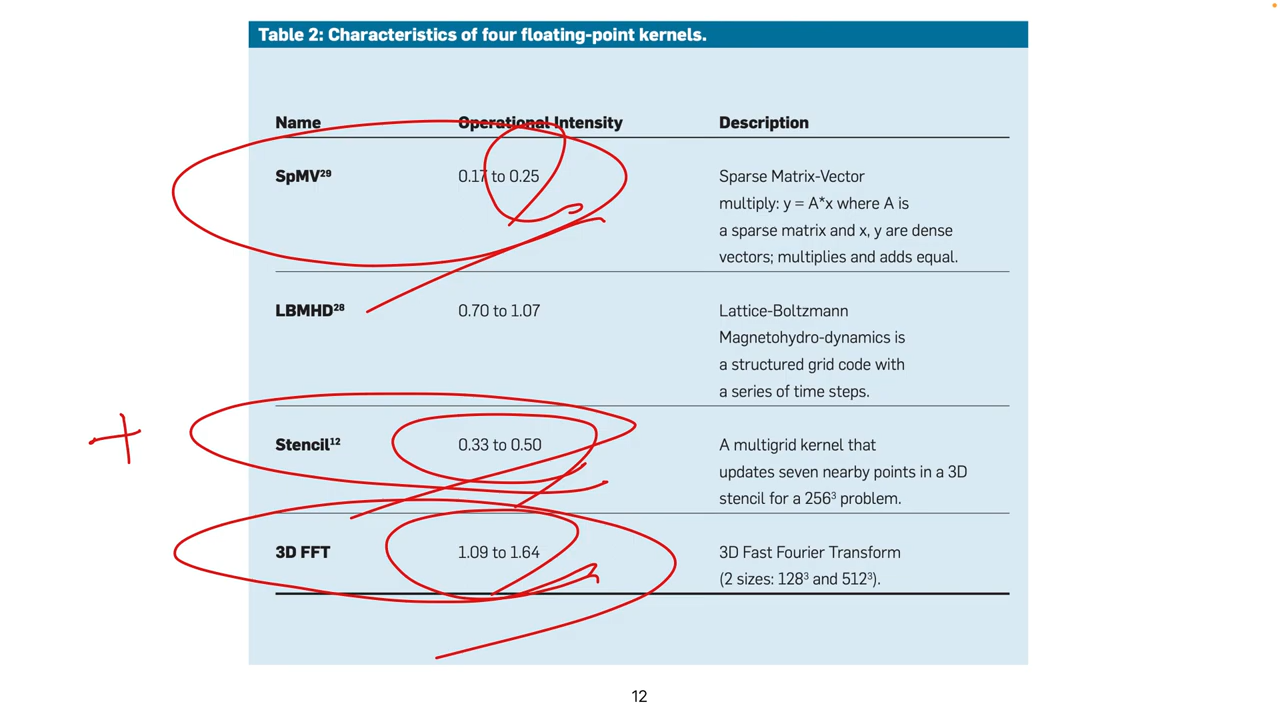 Table 2: Characteristics of four floating-point kernels.
Name Operational Intensity Description
SpMV²⁹ 0.17 to 0.25 Sparse Matrix-Vector
multiply: y = A*x where A is
a sparse matrix and x, y are dense
vectors; multiplies and adds equal.
LBMHD²⁸ 0.70 to 1.07 Lattice-Boltzmann
Magnetohydro-dynamics is
a structured grid code with
a series of time steps.
+
Stencil¹² 0.33 to 0.50 A multigrid kernel that
updates seven nearby points in a 3D
stencil for a 256³ problem.
3D FFT 1.09 to 1.64 3D Fast Fourier Transform
(2 sizes: 128³ and 512³).
12